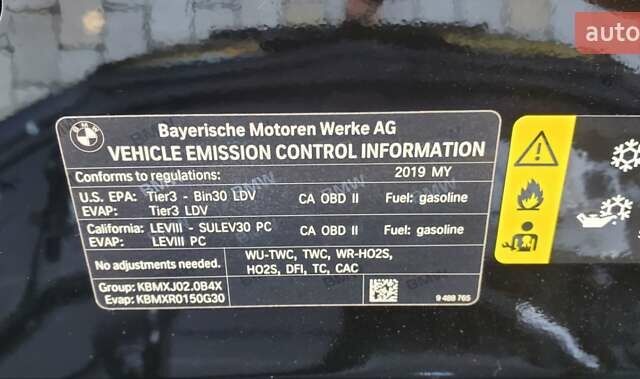 auto
BMW
Bayerische Motoren Werke AG
VEHICLE EMISSION CONTROL INFORMATION
Conforms to regulations: 2019 MY
U.S. EPA: Tier3 - Bin30 LDV CA OBD II Fuel: gasoline
EVAP: Tier3 LDV
California: LEVIII - SULEV30 PC CA OBD II Fuel: gasoline
EVAP: LEVIII PC
No adjustments needed. WU-TWC, TWC, WR-HO2S,
HO2S, DFI, TC, CAC
Group: KBMXJ02.0B4X
Evap: KBMXR0150G30 9 488 765